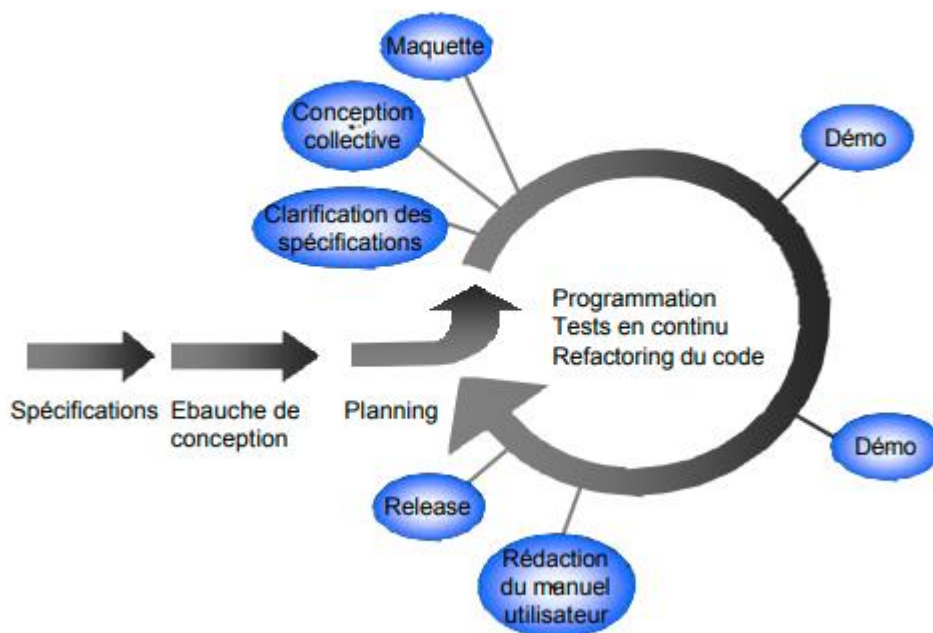 Maquette
Conception
collective
Clarification des
spécifications
Démo
Programmation
Tests en continu
Refactoring du code
Spécifications
Ebauche de
conception
Planning
Démo
Release
Rédaction
du manuel
utilisateur